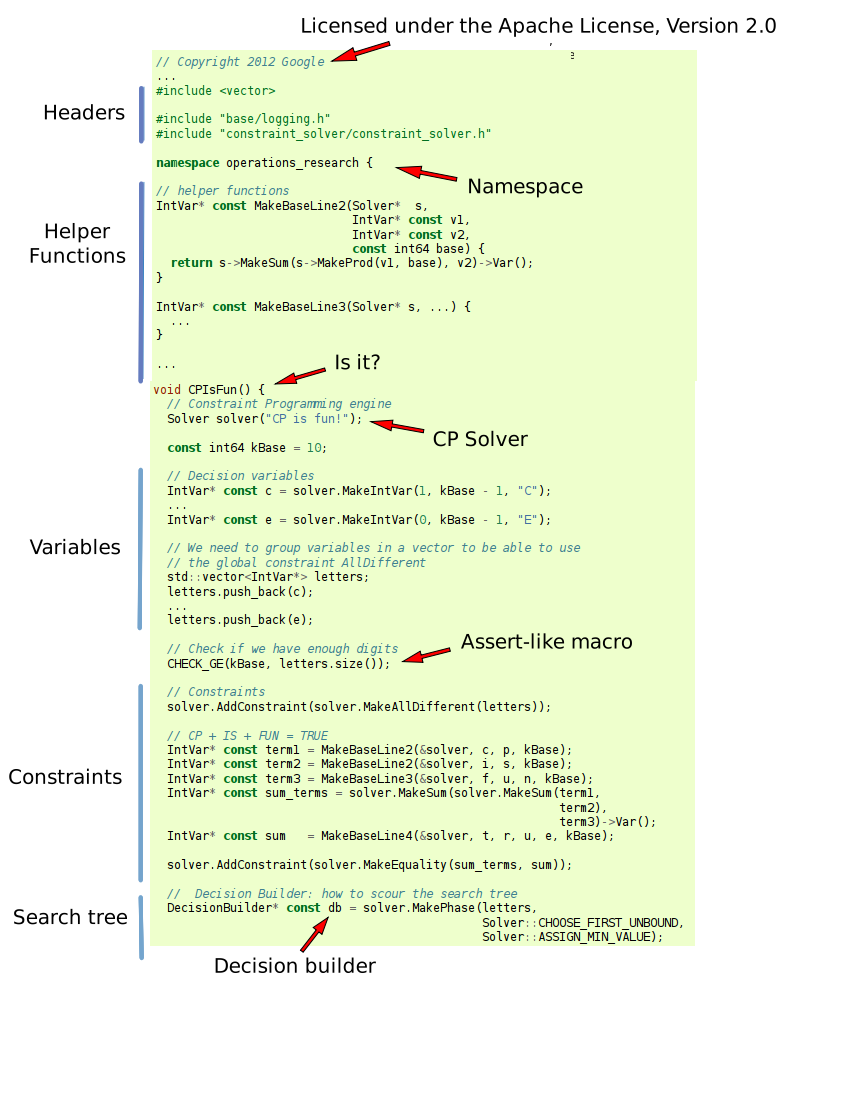 Licensed under the Apache License, Version 2.0
// Copyright 2012 Google
...
Headers
#include <vector>
#include "base/logging.h"
#include "constraint_solver/constraint_solver.h"
namespace operations_research {
Namespace
Helper
Functions
// helper functions
IntVar* const MakeBaseLine2(Solver*  s,
                            IntVar* const v1,
                            IntVar* const v2,
                            const int64 base) {
  return s->MakeSum(s->MakeProd(v1, base), v2)->Var();
}
IntVar* const MakeBaseLine3(Solver* s, ...) {
  ...
}
...
Is it?
void CPIsFun() {
  // Constraint Programming engine
  Solver solver("CP is fun!");
CP Solver
  const int64 kBase = 10;
Variables
  // Decision variables
  IntVar* const c = solver.MakeIntVar(1, kBase - 1, "C");
  ...
  IntVar* const e = solver.MakeIntVar(0, kBase - 1, "E");
  // We need to group variables in a vector to be able to use
  // the global constraint AllDifferent
  std::vector<IntVar*> letters;
  letters.push_back(c);
  ...
  letters.push_back(e);
Assert-like macro
  // Check if we have enough digits
  CHECK_GE(kBase, letters.size());
Constraints
  // Constraints
  solver.AddConstraint(solver.MakeAllDifferent(letters));
  // CP + IS + FUN = TRUE
  IntVar* const term1 = MakeBaseLine2(&solver, c, p, kBase);
  IntVar* const term2 = MakeBaseLine2(&solver, i, s, kBase);
  IntVar* const term3 = MakeBaseLine3(&solver, f, u, n, kBase);
  IntVar* const sum_terms = solver.MakeSum(solver.MakeSum(term1,
                                                          term2),
                                                          term3)->Var();
  IntVar* const sum   = MakeBaseLine4(&solver, t, r, u, e, kBase);
  solver.AddConstraint(solver.MakeEquality(sum_terms, sum));
Search tree
  //  Decision Builder: how to scour the search tree
  DecisionBuilder* const db = solver.MakePhase(letters,
                                               Solver::CHOOSE_FIRST_UNBOUND,
                                               Solver::ASSIGN_MIN_VALUE);
Decision builder